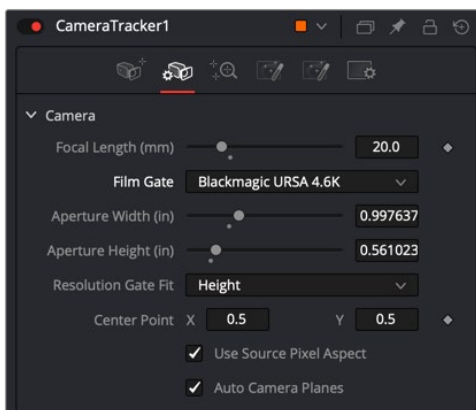 CameraTracker1
Camera
Focal Length (mm) 20.0
Film Gate Blackmagic URSA 4.6K
Aperture Width (in) 0.997637
Aperture Height (in) 0.561023
Resolution Gate Fit Height
Center Point X 0.5 Y 0.5
Use Source Pixel Aspect
Auto Camera Planes